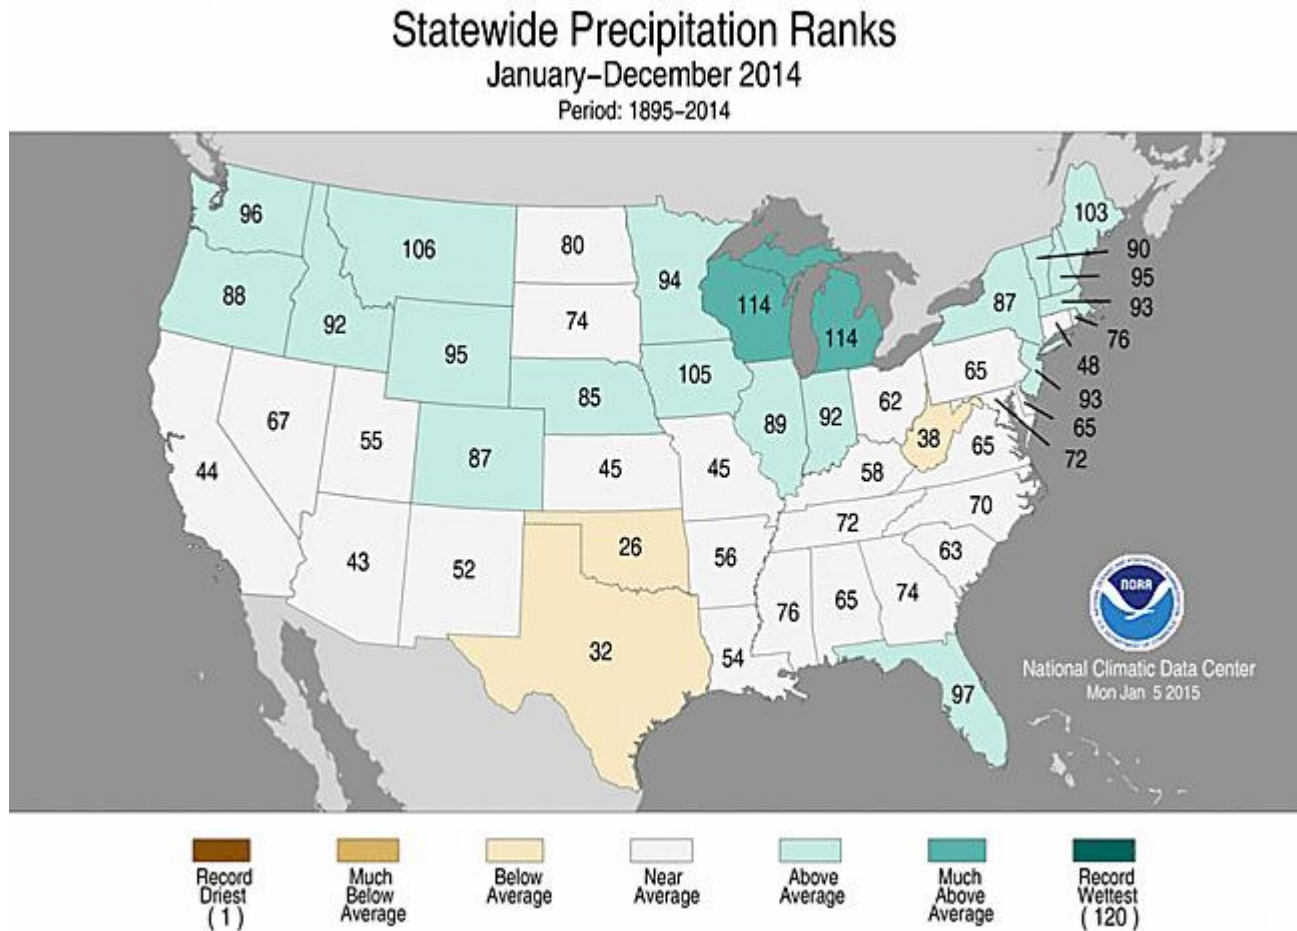 Statewide Precipitation Ranks
January–December 2014
Period: 1895–2014
96
106
80
94
114
114
103
90
95
93
76
48
93
65
72
88
92
95
74
105
85
87
89
92
62
65
38
65
44
67
55
87
45
45
58
70
72
63
43
52
26
56
76
65
74
32
54
97
NOAA
National Climatic Data Center
Mon Jan 5 2015
Record
Driest
( 1 )
Much
Below
Average
Below
Average
Near
Average
Above
Average
Much
Above
Average
Record
Wettest
( 120 )